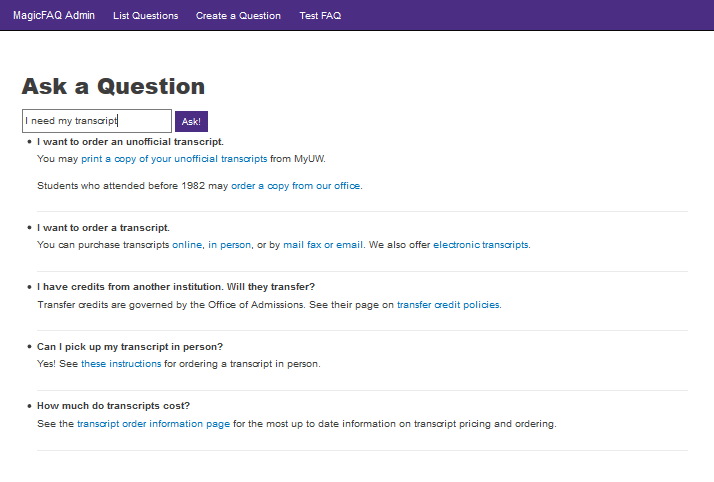 MagicFAQ Admin List Questions Create a Question Test FAQ
Ask a Question
I need my transcript Ask!
• I want to order an unofficial transcript.
You may print a copy of your unofficial transcripts from MyUW.
Students who attended before 1982 may order a copy from our office.
• I want to order a transcript.
You can purchase transcripts online, in person, or by mail fax or email. We also offer electronic transcripts.
• I have credits from another institution. Will they transfer?
Transfer credits are governed by the Office of Admissions. See their page on transfer credit policies.
• Can I pick up my transcript in person?
Yes! See these instructions for ordering a transcript in person.
• How much do transcripts cost?
See the transcript order information page for the most up to date information on transcript pricing and ordering.